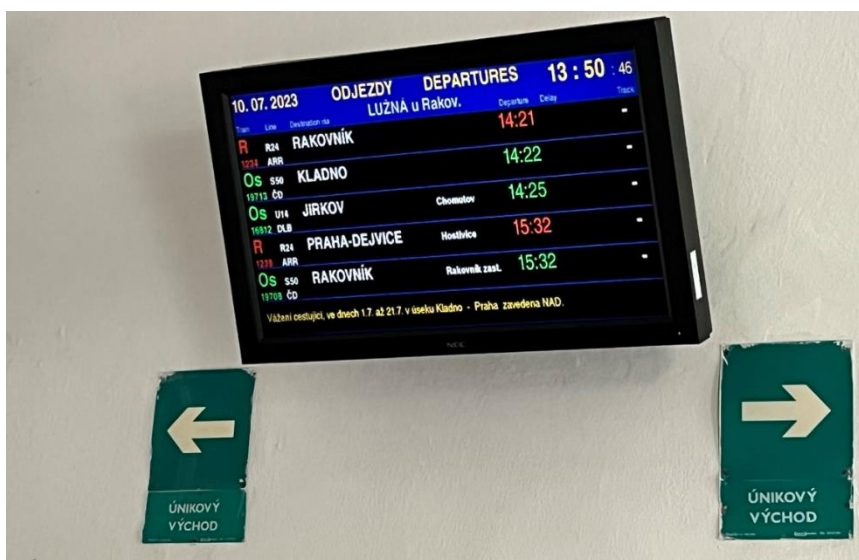 10. 07. 2023 ODJEZDY DEPARTURES 13 : 50 : 46
LUŽNÁ u Rakov.
Train Line Destination via Departure Delay Track
R R24 RAKOVNÍK 14:21 -
1234 ARR
Os S50 KLADNO 14:22 -
19713 ČD
Os U14 JIRKOV Chomutov 14:25 -
16812 DLB
R R24 PRAHA-DEJVICE Hostivice 15:32 -
1239 ARR
Os S50 RAKOVNÍK Rakovník zast. 15:32 -
19708 ČD
Vážení cestující, ve dnech 1.7. až 21.7. v úseku Kladno - Praha zavedena NAD.
NEC
ÚNIKOVÝ
VÝCHOD
ÚNIKOVÝ
VÝCHOD